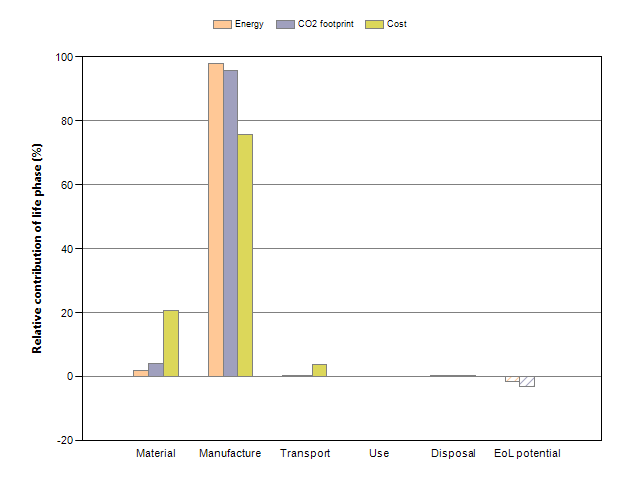 Energy CO2 footprint Cost
Relative contribution of life phase (%)
100
80
60
40
20
0
-20
Material Manufacture Transport Use Disposal EoL potential